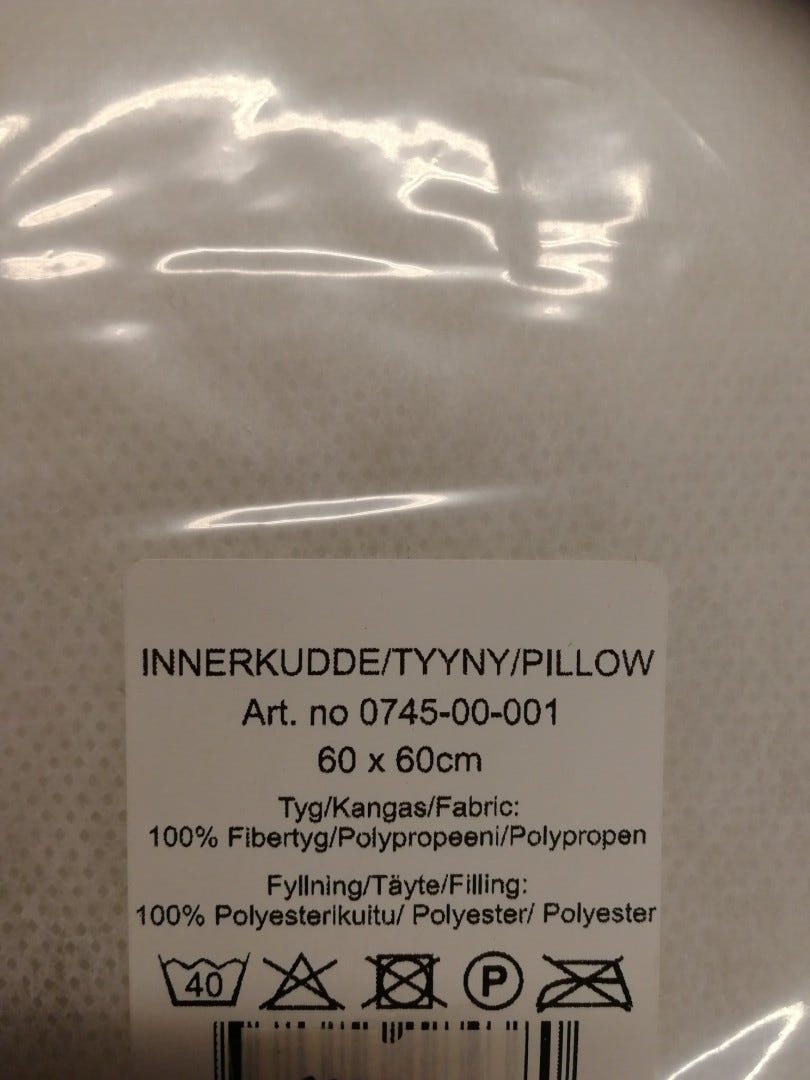 INNERKUDDE/TYYNY/PILLOW
Art. no 0745-00-001
60 x 60cm
Tyg/Kangas/Fabric:
100% Fibertyg/Polypropeeni/Polypropen
Fyllning/Täyte/Filling:
100% Polyesterikuitu/ Polyester/ Polyester
40 P